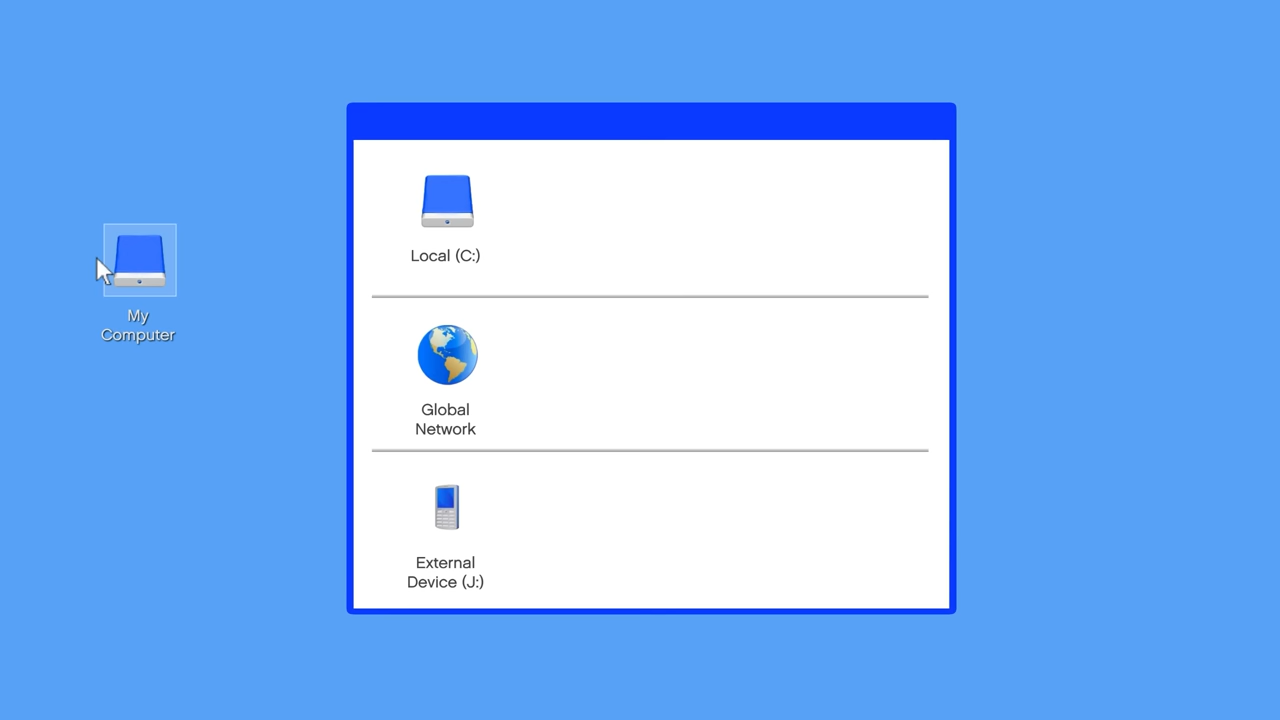 My
Computer
Local (C:)
Global
Network
External
Device (J:)